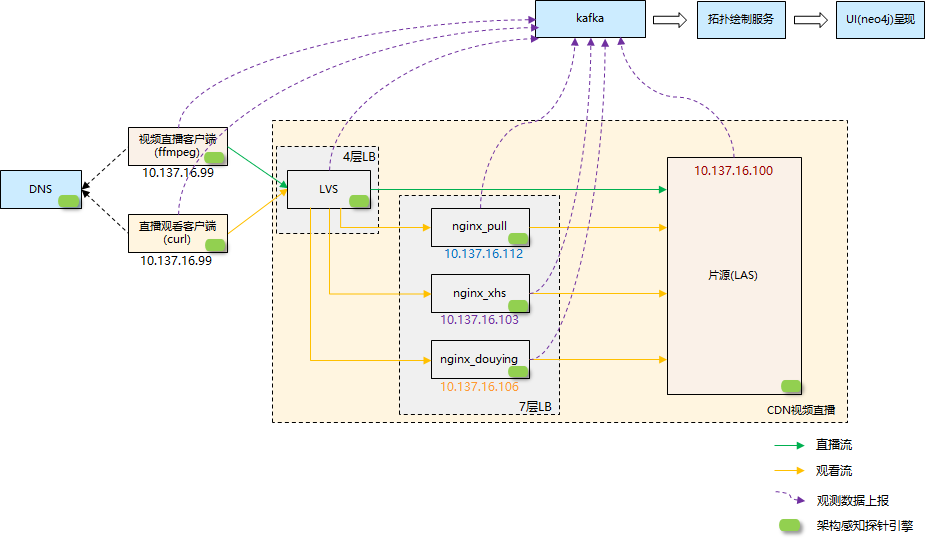 kafka
拓扑绘制服务
UI(neo4j)呈现
视频直播客户端
(ffmpeg)
10.137.16.99
4层LB
10.137.16.100
DNS
LVS
直播观看客户端
(curl)
10.137.16.99
nginx_pull
10.137.16.112
片源(LAS)
nginx_xhs
10.137.16.103
nginx_douying
10.137.16.106
7层LB
CDN视频直播
直播流
观看流
观测数据上报
架构感知探针引擎